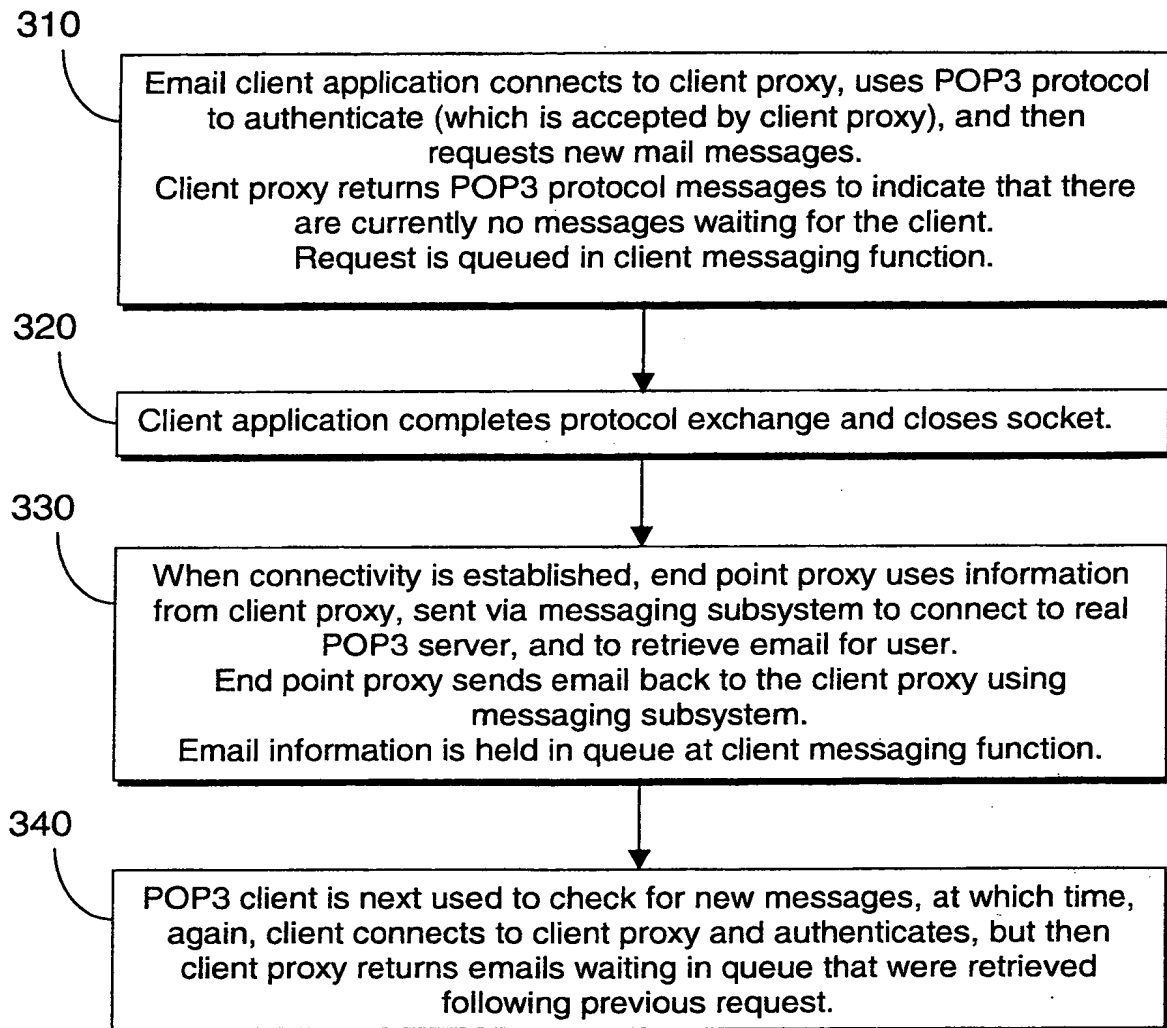 310
Email client application connects to client proxy, uses POP3 protocol
to authenticate (which is accepted by client proxy), and then
requests new mail messages.
Client proxy returns POP3 protocol messages to indicate that there
are currently no messages waiting for the client.
Request is queued in client messaging function.
320
Client application completes protocol exchange and closes socket.
330
When connectivity is established, end point proxy uses information
from client proxy, sent via messaging subsystem to connect to real
POP3 server, and to retrieve email for user.
End point proxy sends email back to the client proxy using
messaging subsystem.
Email information is held in queue at client messaging function.
340
POP3 client is next used to check for new messages, at which time,
again, client connects to client proxy and authenticates, but then
client proxy returns emails waiting in queue that were retrieved
following previous request.